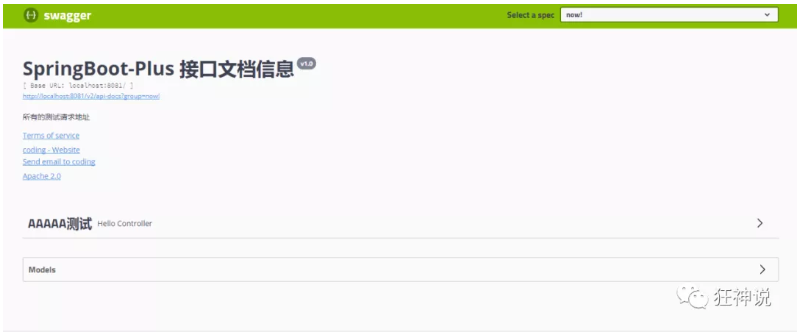 swagger
Select a spec
now!
SpringBoot-Plus 接口文档信息 v1.0
[ Base URL: localhost:8081/ ]
http://localhost:8081/v2/api-docs?group=now!
所有的测试请求地址
Terms of service
coding - Website
Send email to coding
Apache 2.0
AAAAA测试 Hello Controller
Models
狂神说